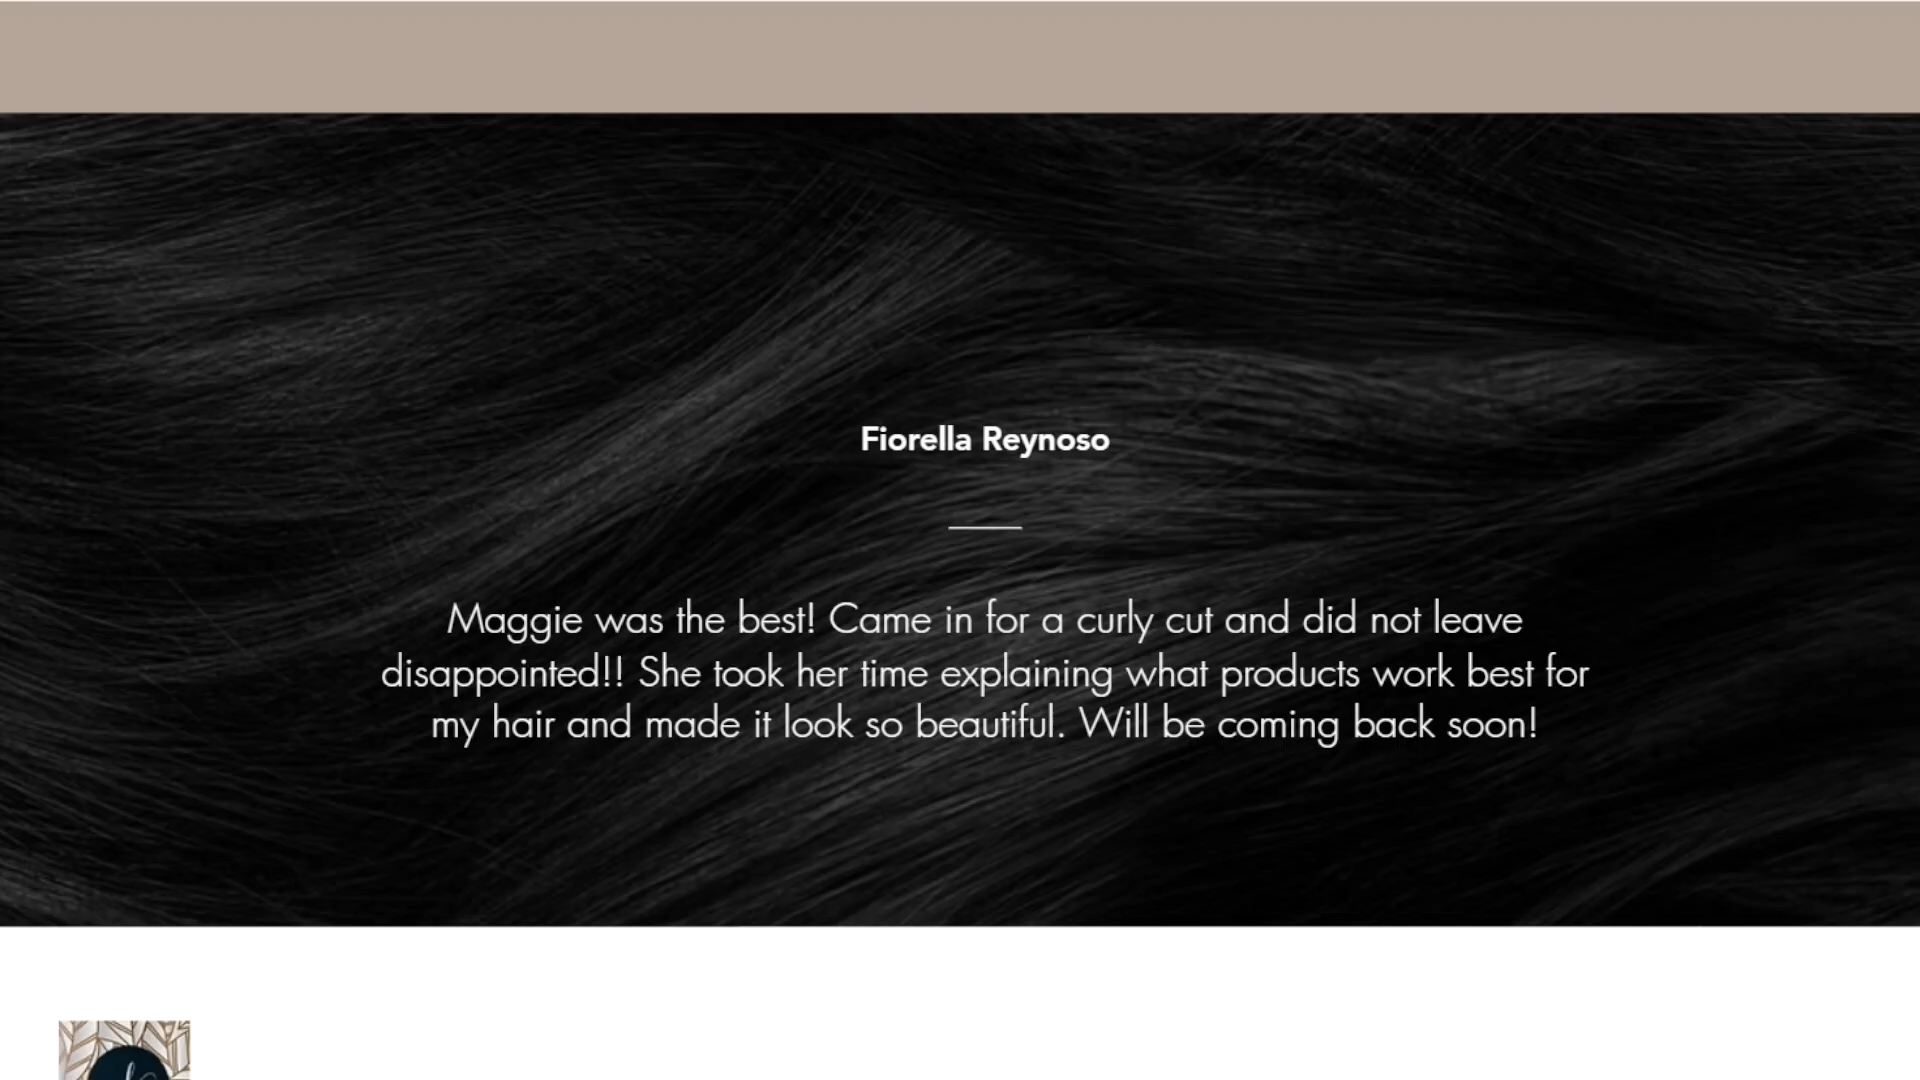 Fiorella Reynoso
Maggie was the best! Came in for a curly cut and did not leave
disappointed!! She took her time explaining what products work best for
my hair and made it look so beautiful. Will be coming back soon!